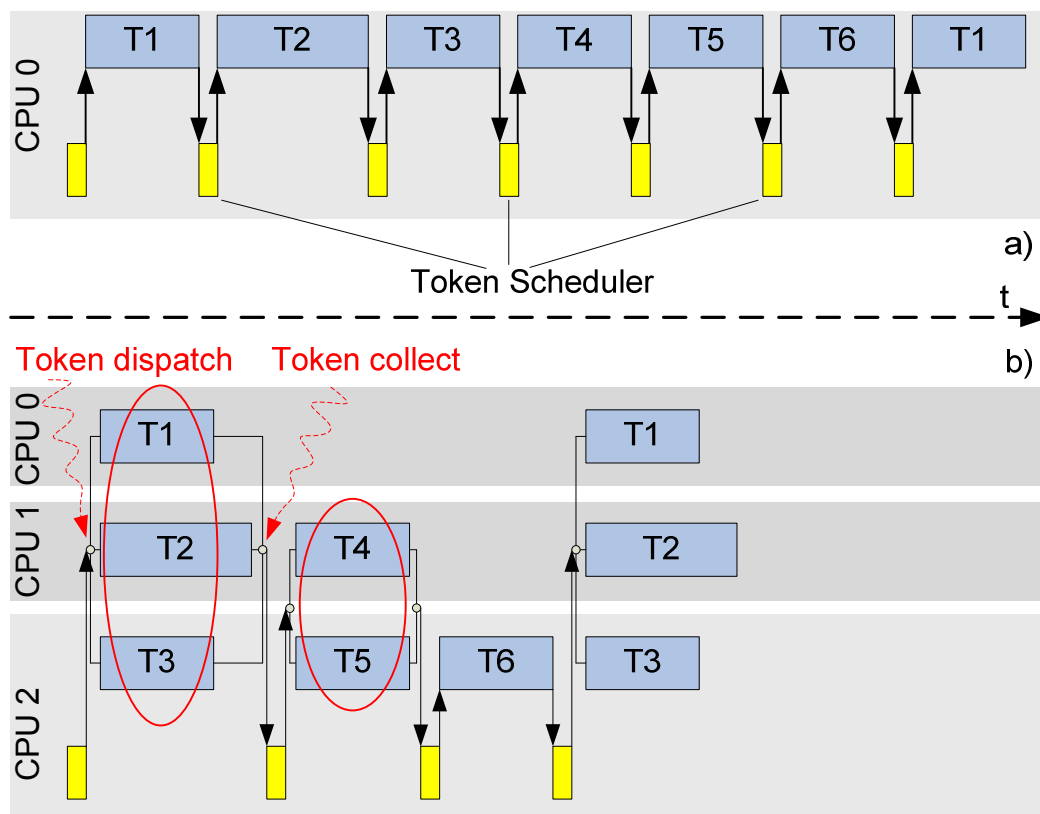 CPU 0
T1 T2 T3 T4 T5 T6 T1
a)
Token Scheduler
t
Token dispatch Token collect
b)
CPU 0
T1 T1
CPU 1
T2 T4 T2
CPU 2
T3 T5 T6 T3